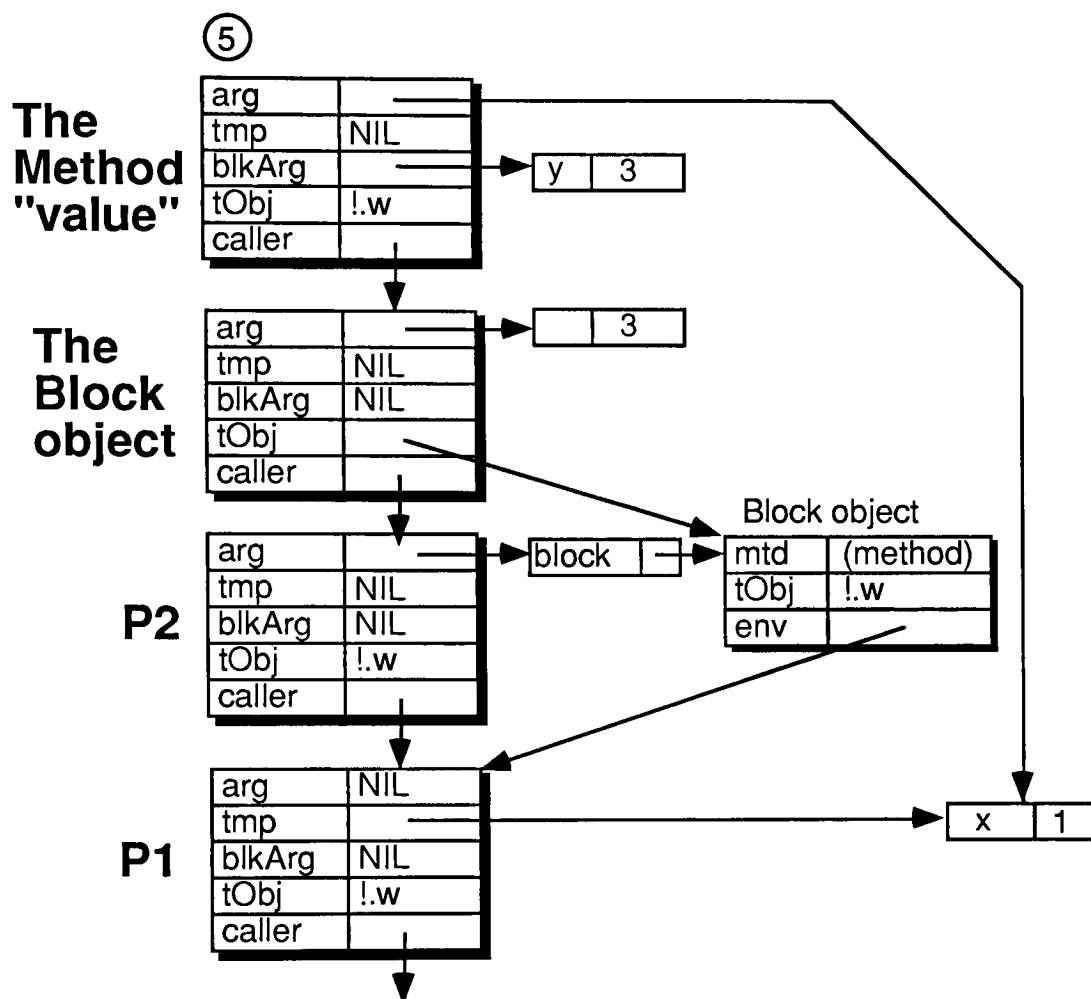 5
The
Method
"value"
arg
tmp NIL
blkArg
tObj !.w
caller
y 3
The
Block
object
arg
tmp NIL
blkArg NIL
tObj
caller
3
P2
arg
tmp NIL
blkArg NIL
tObj !.w
caller
block
Block object
mtd (method)
tObj !.w
env
P1
arg NIL
tmp
blkArg NIL
tObj !.w
caller
x 1